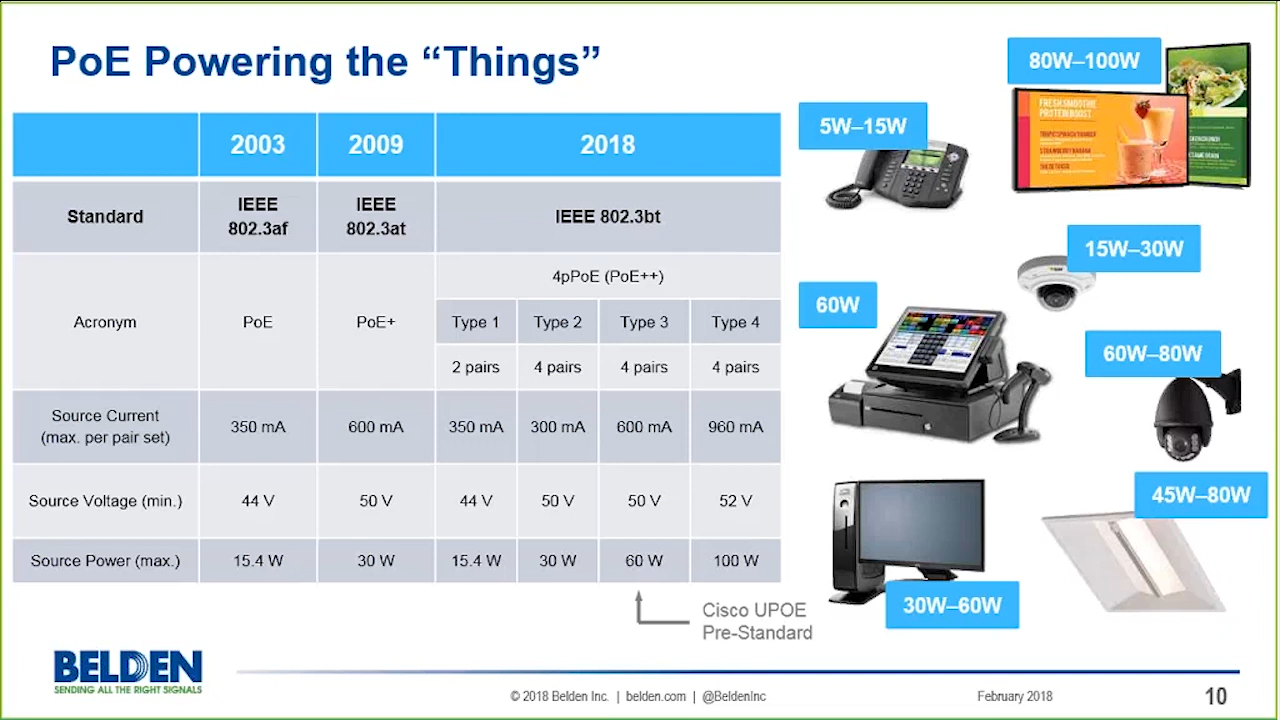 PoE Powering the “Things”
2003
2009
2018
Standard
IEEE
802.3af
IEEE
802.3at
IEEE 802.3bt
Acronym
PoE
PoE+
4pPoE (PoE++)
Type 1
Type 2
Type 3
Type 4
2 pairs
4 pairs
4 pairs
4 pairs
Source Current
(max. per pair set)
350 mA
600 mA
350 mA
300 mA
600 mA
960 mA
Source Voltage (min.)
44 V
50 V
44 V
50 V
50 V
52 V
Source Power (max.)
15.4 W
30 W
15.4 W
30 W
60 W
100 W
Cisco UPOE
Pre-Standard
5W–15W
80W–100W
FRESH SMOOTHIE
PROTEIN BOOST
15W–30W
60W
60W–80W
45W–80W
30W–60W
BELDEN
SENDING ALL THE RIGHT SIGNALS
© 2018 Belden Inc. | belden.com | @BeldenInc
February 2018
10